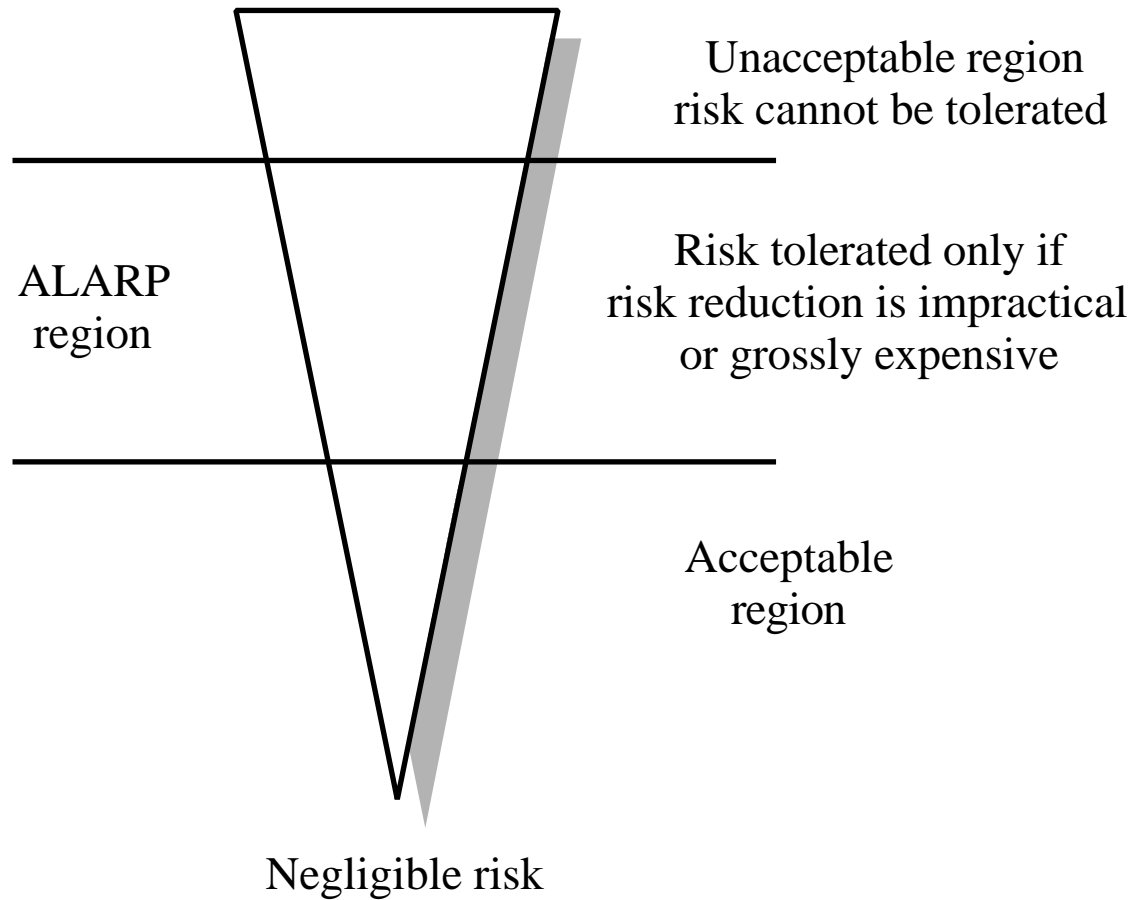 Unacceptable region
risk cannot be tolerated
ALARP
region
Risk tolerated only if
risk reduction is impractical
or grossly expensive
Acceptable
region
Negligible risk